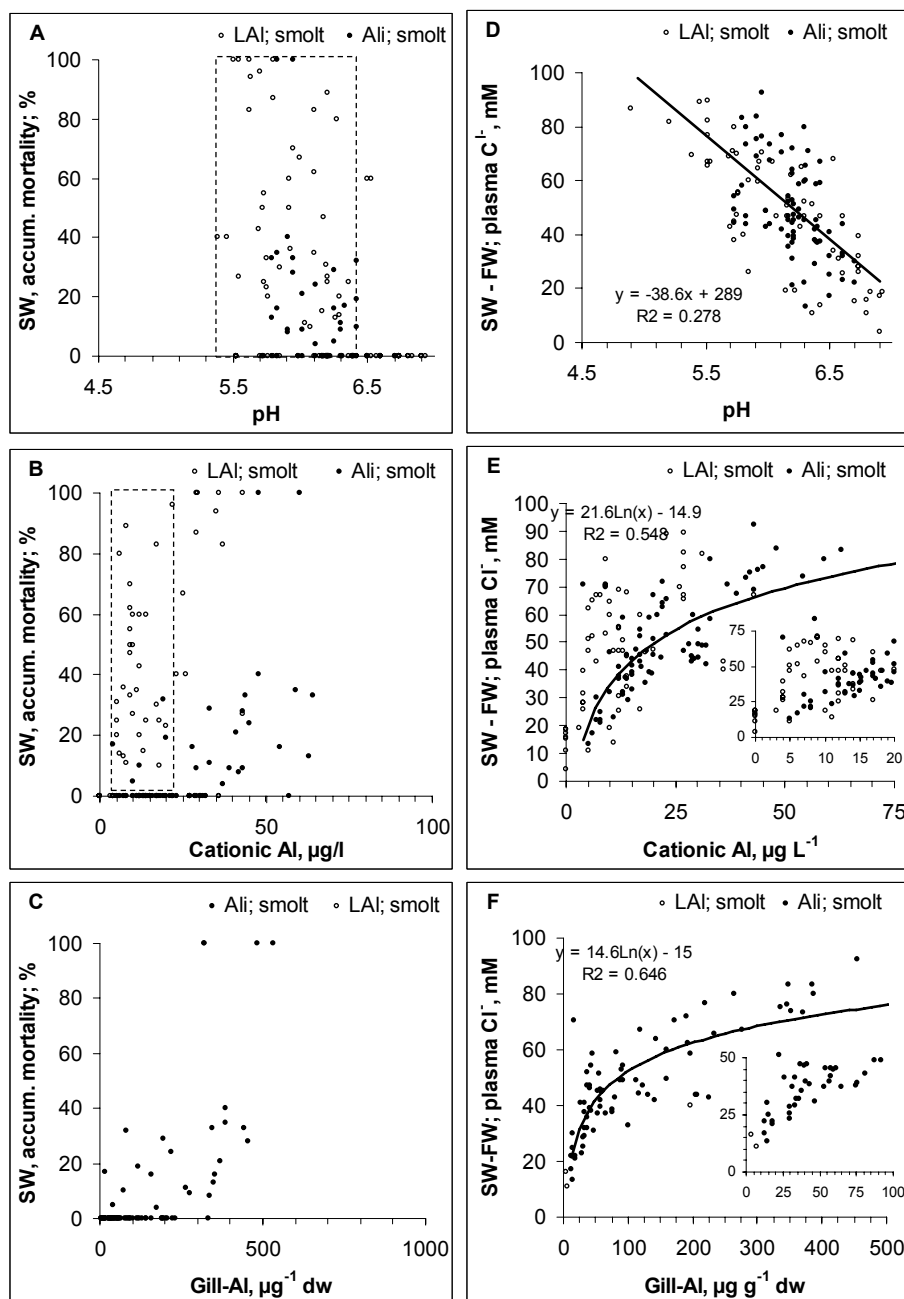 A
LAl; smolt
Ali; smolt
SW, accum. mortality; %
100
80
60
40
20
0
4.5
5.5
6.5
pH
B
LAl; smolt
Ali; smolt
SW, accum. mortality; %
100
80
60
40
20
0
0
50
100
Cationic Al, µg/l
C
Ali; smolt
LAl; smolt
SW, accum. mortality; %
100
80
60
40
20
0
0
500
1000
Gill-Al, µg⁻¹ dw
D
LAl; smolt
Ali; smolt
SW - FW; plasma Cl⁻, mM
100
80
60
40
20
0
y = -38.6x + 289
R2 = 0.278
4.5
5.5
6.5
pH
E
LAl; smolt
Ali; smolt
SW - FW; plasma Cl⁻, mM
y = 21.6Ln(x) - 14.9
R2 = 0.548
100
90
80
70
60
50
40
30
20
10
0
75
50
25
0
0
5
10
15
20
0
25
50
75
Cationic Al, µg L⁻¹
F
LAl; smolt
Ali; smolt
SW-FW; plasma Cl⁻, mM
y = 14.6Ln(x) - 15
R2 = 0.646
100
80
60
40
20
0
50
25
0
0
25
50
75
100
0
100
200
300
400
500
Gill-Al, µg g⁻¹ dw